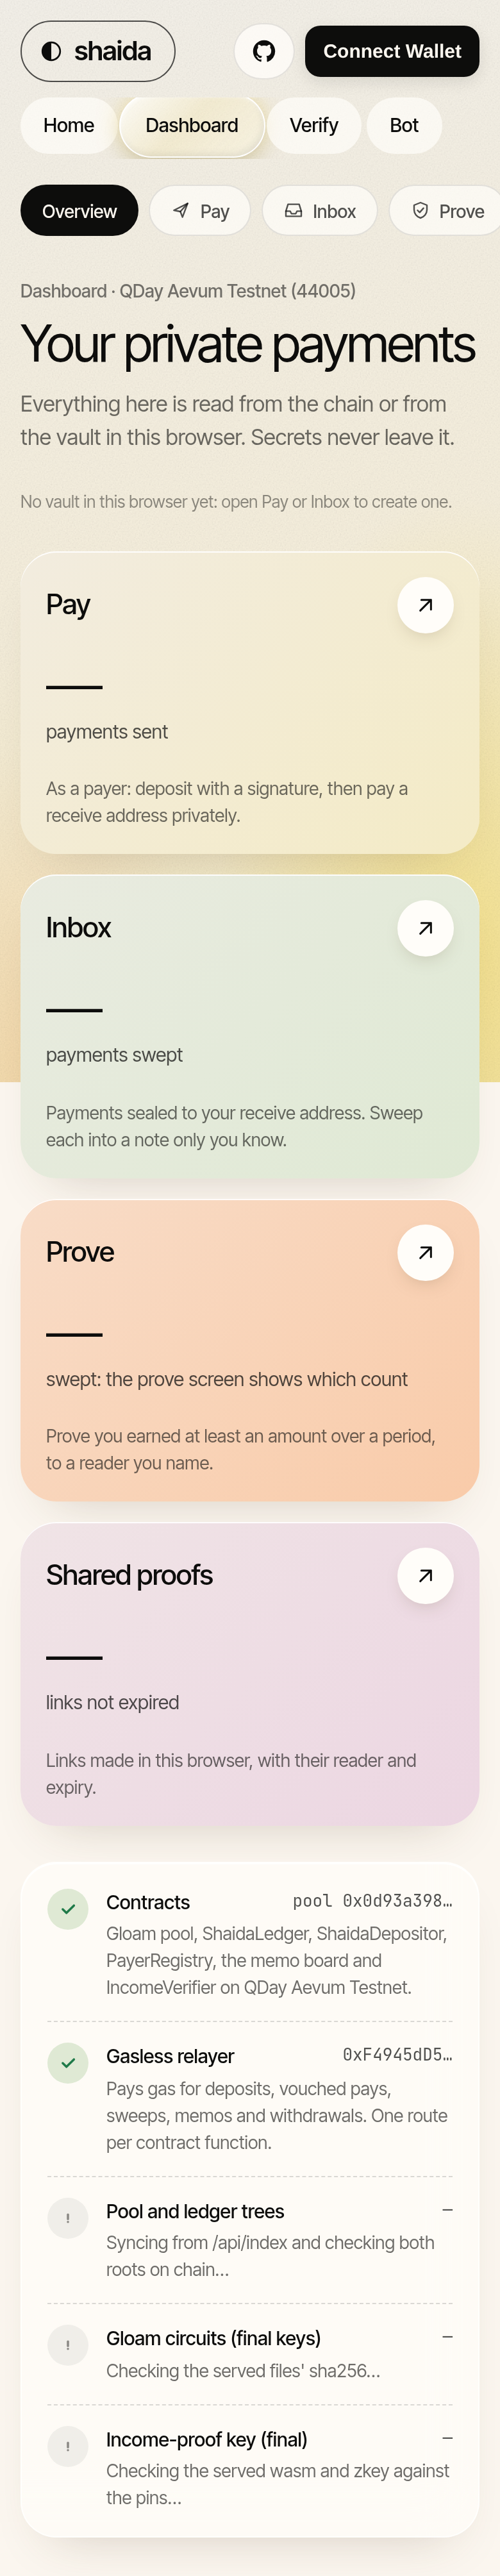 shaida
Connect Wallet
Home
Dashboard
Verify
Bot
Overview
Pay
Inbox
Prove
Dashboard · QDay Aevum Testnet (44005)
Your private payments
Everything here is read from the chain or from
the vault in this browser. Secrets never leave it.
No vault in this browser yet: open Pay or Inbox to create one.
Pay
—
payments sent
As a payer: deposit with a signature, then pay a
receive address privately.
Inbox
—
payments swept
Payments sealed to your receive address. Sweep
each into a note only you know.
Prove
—
swept: the prove screen shows which count
Prove you earned at least an amount over a period,
to a reader you name.
Shared proofs
—
links not expired
Links made in this browser, with their reader and
expiry.
Contracts
pool 0x0d93a398…
Gloam pool, ShaidaLedger, ShaidaDepositor,
PayerRegistry, the memo board and
IncomeVerifier on QDay Aevum Testnet.
Gasless relayer
0xF4945dD5…
Pays gas for deposits, vouched pays,
sweeps, memos and withdrawals. One route
per contract function.
!
Pool and ledger trees
—
Syncing from /api/index and checking both
roots on chain…
!
Gloam circuits (final keys)
—
Checking the served files' sha256…
!
Income-proof key (final)
—
Checking the served wasm and zkey against
the pins…